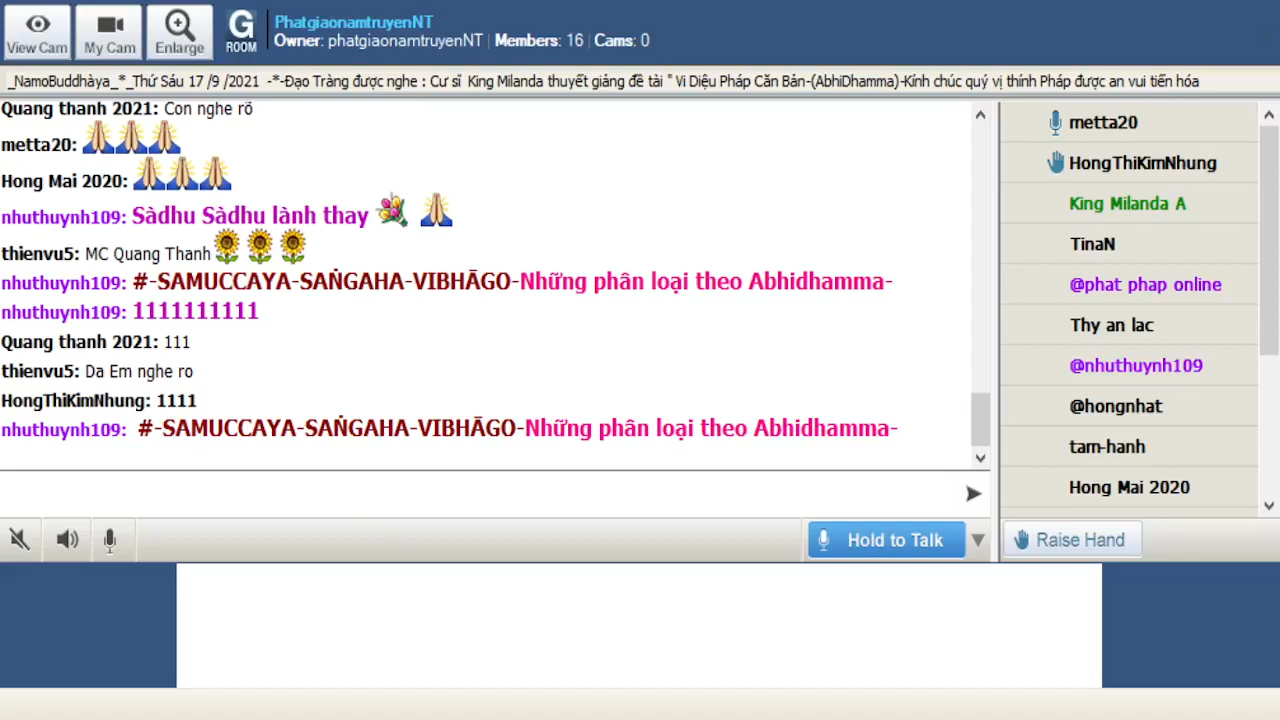 View Cam
My Cam
Enlarge
G
ROOM
PhatgiaonamtruyenNT
Owner: phatgiaonamtruyenNT | Members: 16 | Cams: 0
_NamoBuddhàya_*_Thứ Sáu 17 /9 /2021 -*-Đạo Tràng được nghe : Cư sĩ King Milanda thuyết giảng đề tài " Vi Diệu Pháp Căn Bản-(AbhiDhamma)-Kính chúc quý vị thính Pháp được an vui tiến hóa
Quang thanh 2021: Con nghe rõ
metta20:
Hong Mai 2020:
nhuthuynh109: Sàdhu Sàdhu lành thay
thienvu5: MC Quang Thanh
nhuthuynh109: #-SAMUCCAYA-SAṄGAHA-VIBHĀGO-Những phân loại theo Abhidhamma-
nhuthuynh109: 1111111111
Quang thanh 2021: 111
thienvu5: Da Em nghe ro
HongThiKimNhung: 1111
nhuthuynh109: #-SAMUCCAYA-SAṄGAHA-VIBHĀGO-Những phân loại theo Abhidhamma-
metta20
HongThiKimNhung
King Milanda A
TinaN
@phat phap online
Thy an lac
@nhuthuynh109
@hongnhat
tam-hanh
Hong Mai 2020
Hold to Talk
Raise Hand